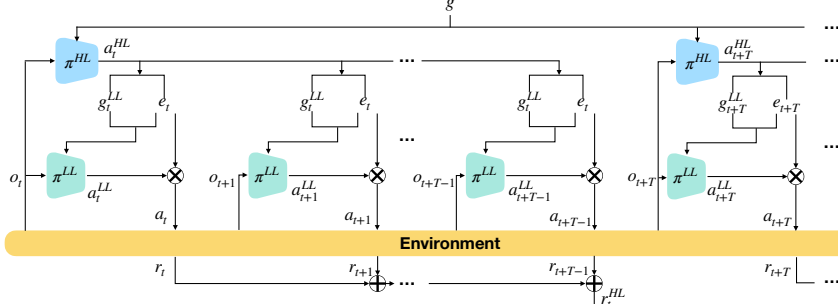 g
...
π^{HL} a_t^{HL} ... π^{HL} a_{t+T}^{HL} ...
g_t^{LL} e_t g_t^{LL} e_t g_t^{LL} e_t g_{t+T}^{LL} e_{t+T}
... ...
o_t π^{LL} a_t^{LL} o_{t+1} π^{LL} a_{t+1}^{LL} o_{t+T-1} π^{LL} a_{t+T-1}^{LL} o_{t+T} π^{LL} a_{t+T}^{LL}
a_t a_{t+1} a_{t+T-1} a_{t+T}
Environment
r_t r_{t+1} ... r_{t+T-1} r_{t+T} ...
r_t^{HL}